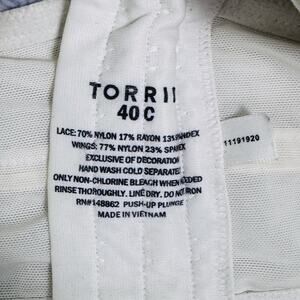 TORRI
40 C
LACE: 70% NYLON 17% RAYON 13% SPANDEX
WINGS: 77% NYLON 23% SPANDEX
EXCLUSIVE OF DECORATION
HAND WASH COLD SEPARATELY
ONLY NON-CHLORINE BLEACH WHEN NEEDED
RINSE THOROUGHLY. LINE DRY. DO NOT IRON
RN#148862 PUSH-UP PLUNGE
MADE IN VIETNAM
11191920